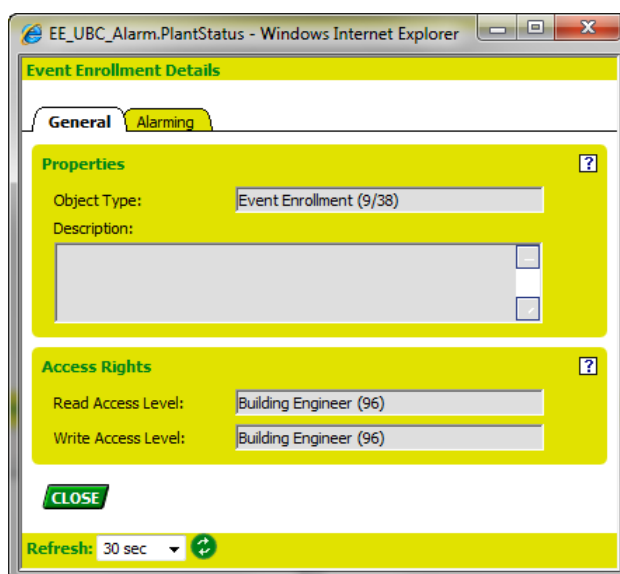 EE_UBC_Alarm.PlantStatus - Windows Internet Explorer
Event Enrollment Details
General Alarming
Properties ?
Object Type: Event Enrollment (9/38)
Description:
Access Rights ?
Read Access Level: Building Engineer (96)
Write Access Level: Building Engineer (96)
CLOSE
Refresh: 30 sec